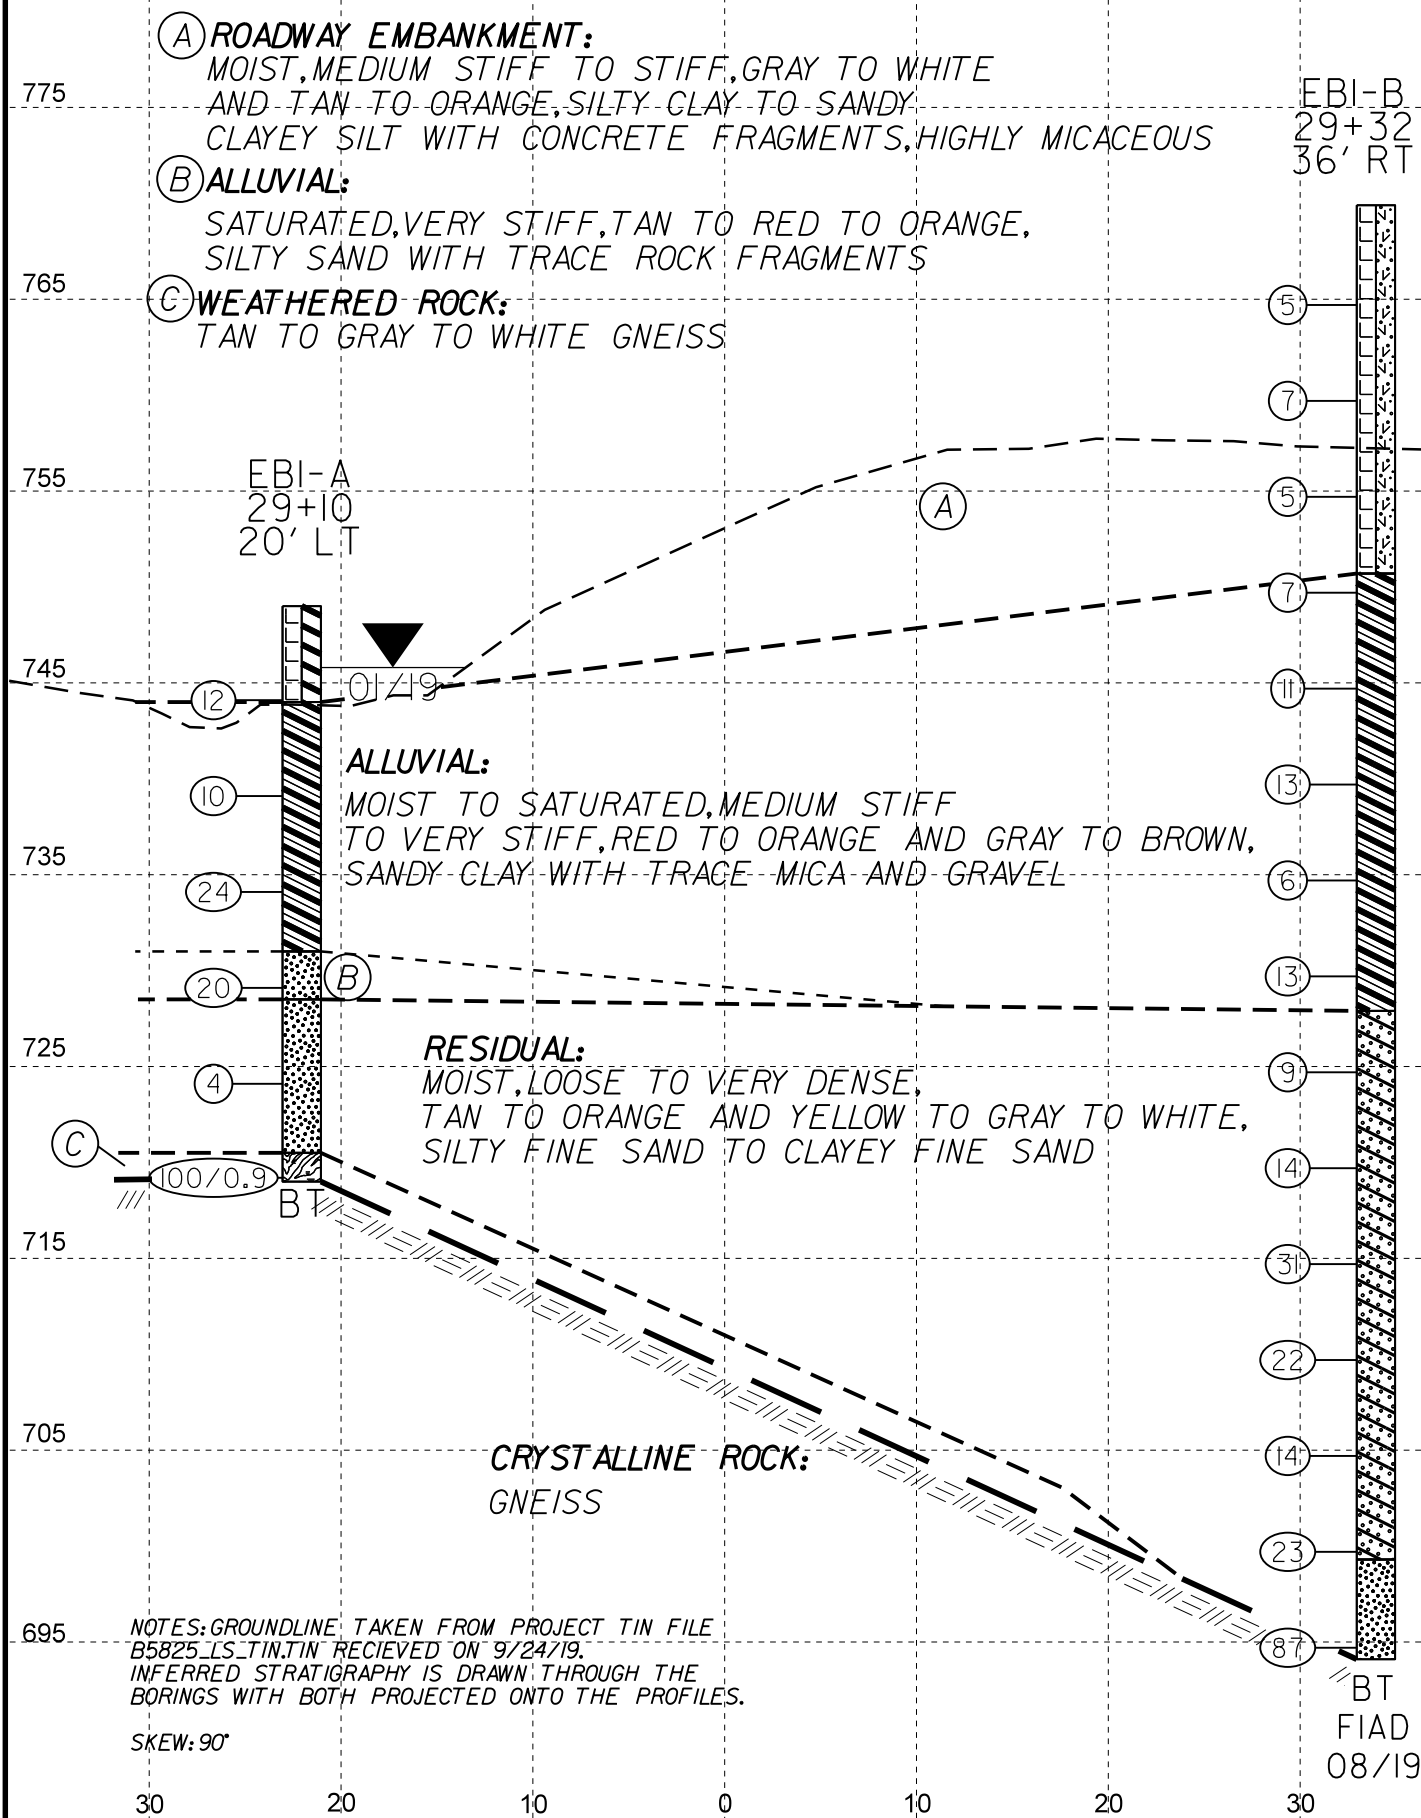 Ⓐ ROADWAY EMBANKMENT:
MOIST, MEDIUM STIFF TO STIFF, GRAY TO WHITE
AND TAN TO ORANGE, SILTY CLAY TO SANDY
CLAYEY SILT WITH CONCRETE FRAGMENTS, HIGHLY MICACEOUS
Ⓑ ALLUVIAL:
SATURATED, VERY STIFF, TAN TO RED TO ORANGE,
SILTY SAND WITH TRACE ROCK FRAGMENTS
Ⓒ WEATHERED ROCK:
TAN TO GRAY TO WHITE GNEISS
775
765
755
745
735
725
715
705
695
EB1-A
29+10
20' LT
12
10
24
20
4
100/0.9
BT
01/19
EB1-B
29+32
36' RT
5
7
5
7
11
13
6
13
9
14
31
22
14
23
87
BT
FIAD
08/19
A
B
C
ALLUVIAL:
MOIST TO SATURATED, MEDIUM STIFF
TO VERY STIFF, RED TO ORANGE AND GRAY TO BROWN,
SANDY CLAY WITH TRACE MICA AND GRAVEL
RESIDUAL:
MOIST, LOOSE TO VERY DENSE,
TAN TO ORANGE AND YELLOW TO GRAY TO WHITE,
SILTY FINE SAND TO CLAYEY FINE SAND
CRYSTALLINE ROCK:
GNEISS
NOTES: GROUNDLINE TAKEN FROM PROJECT TIN FILE
B5825_LS_TIN.TIN RECIEVED ON 9/24/19.
INFERRED STRATIGRAPHY IS DRAWN THROUGH THE
BORINGS WITH BOTH PROJECTED ONTO THE PROFILES.
SKEW: 90°
30 20 10 0 10 20 30